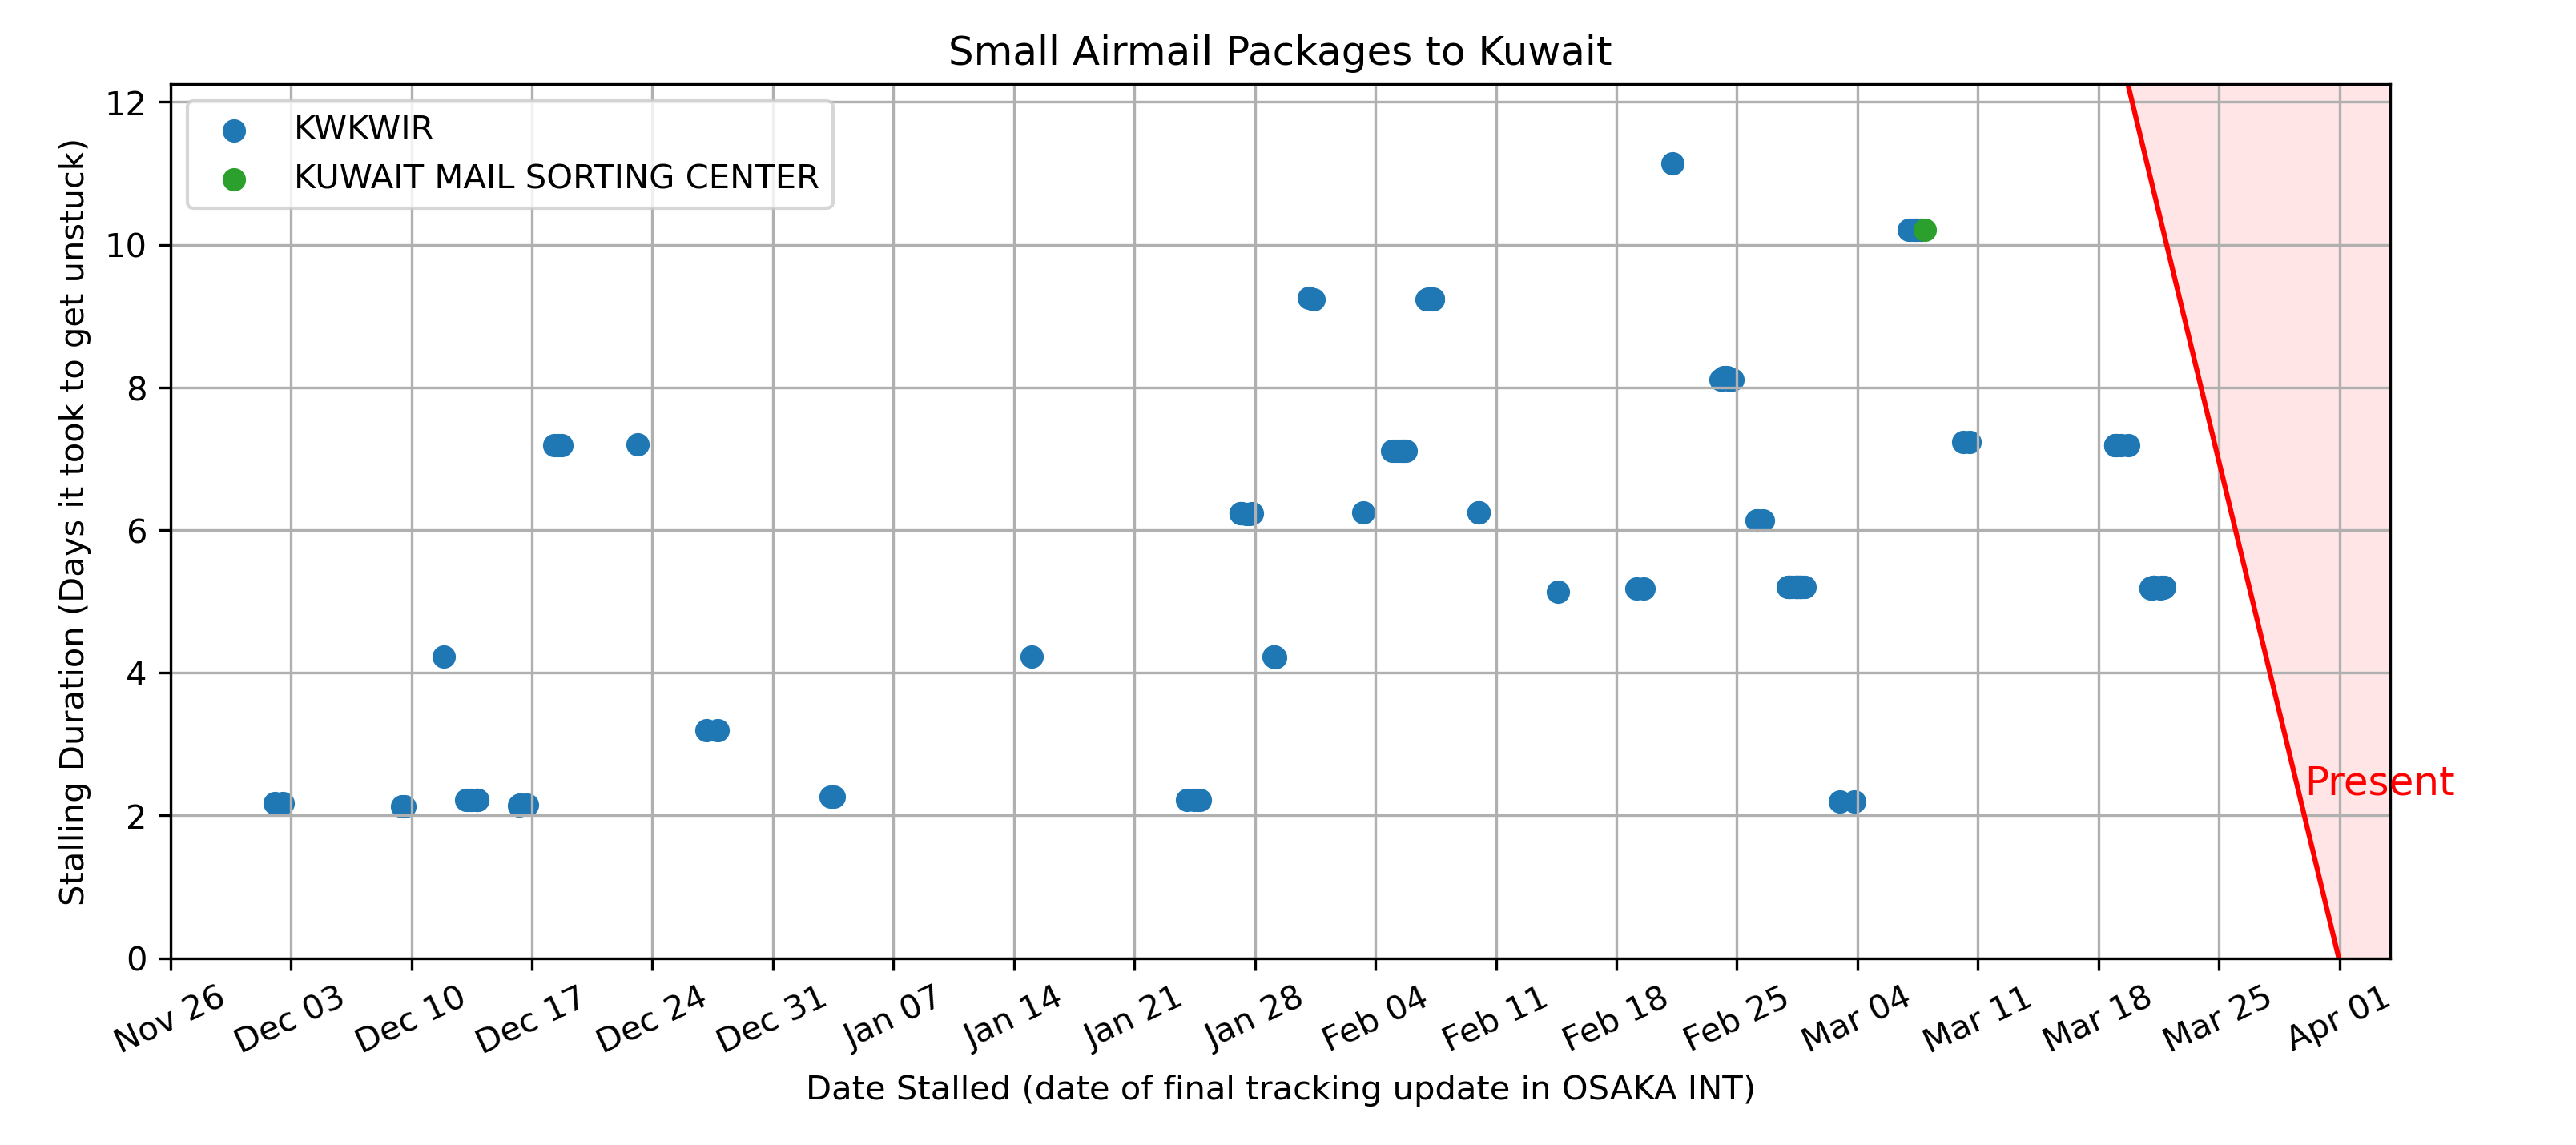 Small Airmail Packages to Kuwait
KWKWIR
KUWAIT MAIL SORTING CENTER
Stalling Duration (Days it took to get unstuck)
12
10
8
6
4
2
0
Present
Nov 26
Dec 03
Dec 10
Dec 17
Dec 24
Dec 31
Jan 07
Jan 14
Jan 21
Jan 28
Feb 04
Feb 11
Feb 18
Feb 25
Mar 04
Mar 11
Mar 18
Mar 25
Apr 01
Date Stalled (date of final tracking update in OSAKA INT)